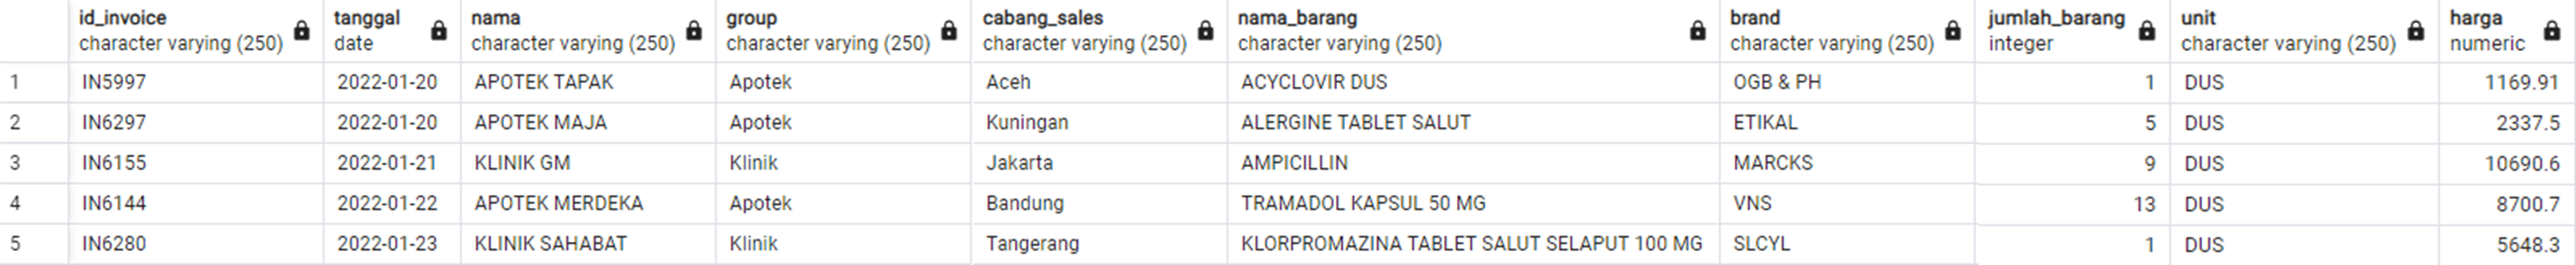 id_invoice tanggal nama group cabang_sales nama_barang brand jumlah_barang unit harga
character varying (250) date character varying (250) character varying (250) character varying (250) character varying (250) character varying (250) integer character varying (250) numeric
1 IN5997 2022-01-20 APOTEK TAPAK Apotek Aceh ACYCLOVIR DUS OGB & PH 1 DUS 1169.91
2 IN6297 2022-01-20 APOTEK MAJA Apotek Kuningan ALERGINE TABLET SALUT ETIKAL 5 DUS 2337.5
3 IN6155 2022-01-21 KLINIK GM Klinik Jakarta AMPICILLIN MARCKS 9 DUS 10690.6
4 IN6144 2022-01-22 APOTEK MERDEKA Apotek Bandung TRAMADOL KAPSUL 50 MG VNS 13 DUS 8700.7
5 IN6280 2022-01-23 KLINIK SAHABAT Klinik Tangerang KLORPROMAZINA TABLET SALUT SELAPUT 100 MG SLCYL 1 DUS 5648.3